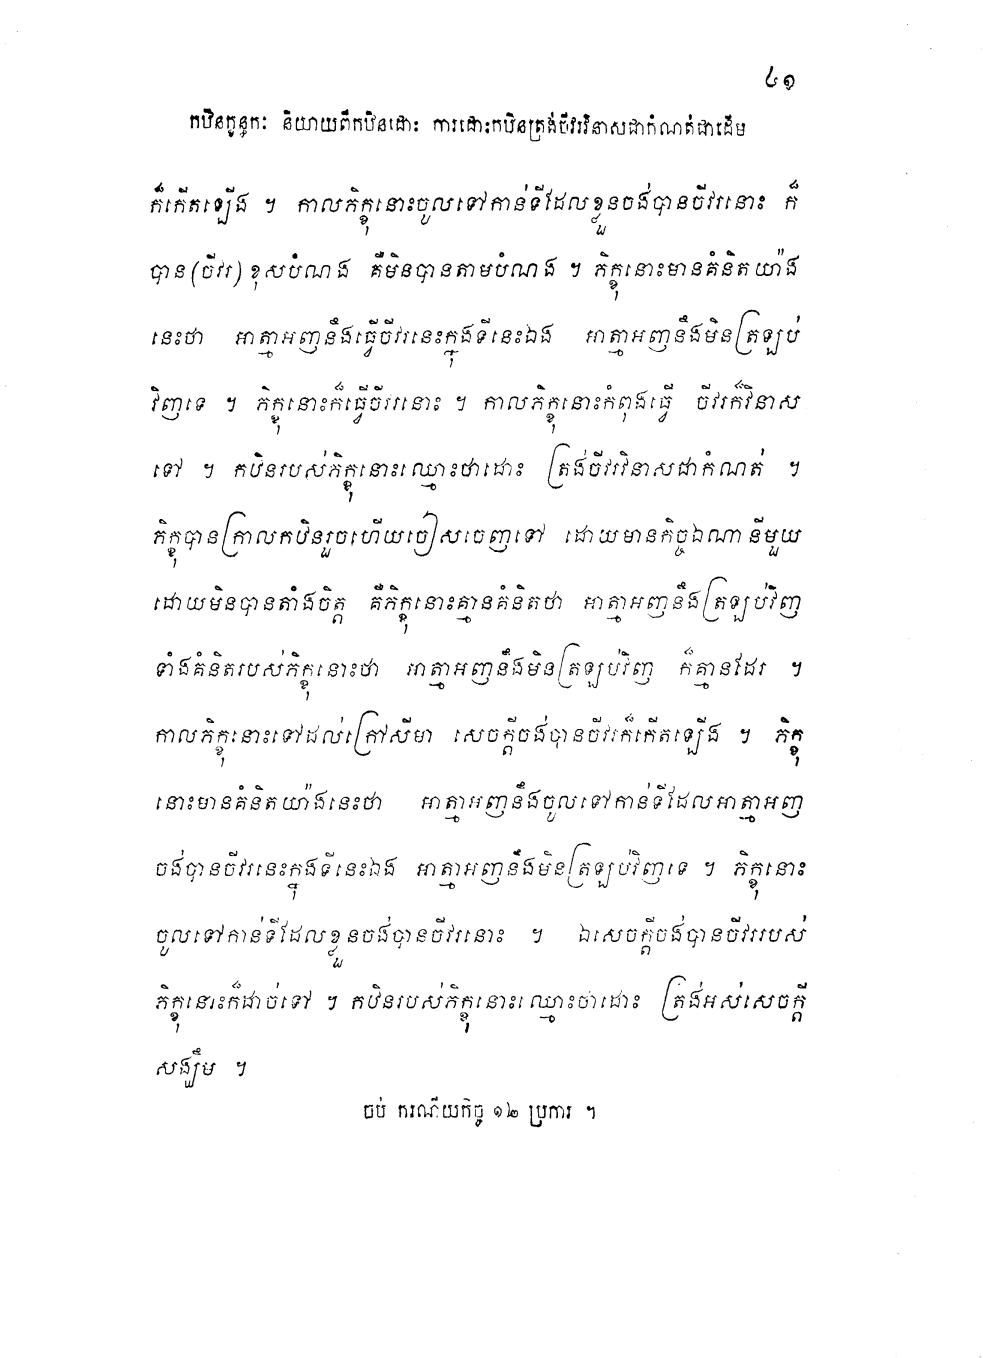 ៤១
កឋិនក្ខន្ធកៈ និយាយពីកឋិនដោះ ការដោះកឋិនត្រង់ចីវរវិនាសជាកំណត់ជាដើម
ក៏កើតឡើង ។ កាលភិក្ខុនោះចូលទៅកាន់ទីដែលខ្លួនចង់បានចីវរនោះ ក៏
បាន(ចីវរ)ខុសបំណង គឺមិនបានតាមបំណង ។ ភិក្ខុនោះមានគំនិតយ៉ាង
នេះថា អាត្មាអញនឹងធ្វើចីវរនេះក្នុងទីនេះឯង អាត្មាអញនឹងមិនត្រឡប់
វិញទេ ។ ភិក្ខុនោះក៏ធ្វើចីវរនោះ ។ កាលភិក្ខុនោះកំពុងធ្វើ ចីវរក៏វិនាស
ទៅ ។ កឋិនរបស់ភិក្ខុនោះឈ្មោះថាដោះ ត្រង់ចីវរវិនាសជាកំណត់ ។
ភិក្ខុបានក្រាលកឋិនរួចហើយចៀសចេញទៅ ដោយមានកិច្ចឯណានីមួយ
ដោយមិនបានតាំងចិត្ត គឺភិក្ខុនោះគ្មានគំនិតថា អាត្មាអញនឹងត្រឡប់វិញ
ទាំងគំនិតរបស់ភិក្ខុនោះថា អាត្មាអញនឹងមិនត្រឡប់វិញ ក៏គ្មានដែរ ។
កាលភិក្ខុនោះទៅដល់ក្រៅសីមា សេចក្តីចង់បានចីវរក៏កើតឡើង ។ ភិក្ខុ
នោះមានគំនិតយ៉ាងនេះថា អាត្មាអញនឹងចូលទៅកាន់ទីដែលអាត្មាអញ
ចង់បានចីវរនេះក្នុងទីនេះឯង អាត្មាអញនឹងមិនត្រឡប់វិញទេ ។ ភិក្ខុនោះ
ចូលទៅកាន់ទីដែលខ្លួនចង់បានចីវរនោះ ។ ឯសេចក្តីចង់បានចីវររបស់
ភិក្ខុនោះក៏ដាច់ទៅ ។ កឋិនរបស់ភិក្ខុនោះឈ្មោះថាដោះ ត្រង់អស់សេចក្តី
សង្ឃឹម ។
ចប់ ករណីយកិច្ច ១២ ប្រការ ។